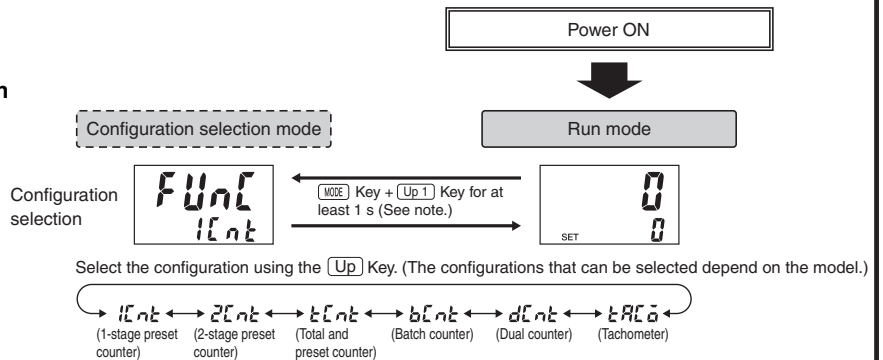 Power ON
n
Configuration selection mode
Run mode
Configuration
selection
FUnC
1Cnt
MODE Key + Up 1 Key for at
least 1 s (See note.)
0
SET 0
Select the configuration using the Up Key. (The configurations that can be selected depend on the model.)
1Cnt 2Cnt tCnt bCnt dCnt tACo
(1-stage preset
counter)
(2-stage preset
counter)
(Total and
preset counter)
(Batch counter)
(Dual counter)
(Tachometer)